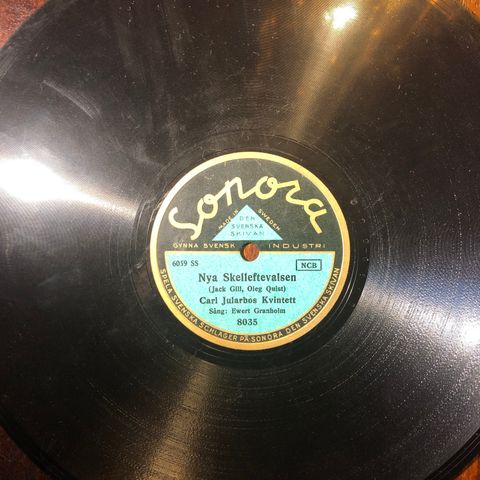 Sonora
MADE IN SWEDEN
DEN
SVENSKA
SKIVAN
GYNNA SVENSK INDUSTRI
6059 SS
NCB
Nya Skelleftevalsen
(Jack Gill, Oleg Quist)
Carl Jularbos Kvintett
Sång: Ewert Granholm
8035
SPELA SVENSKA SCHLAGER PÅ SONORA DEN SVENSKA SKIVAN